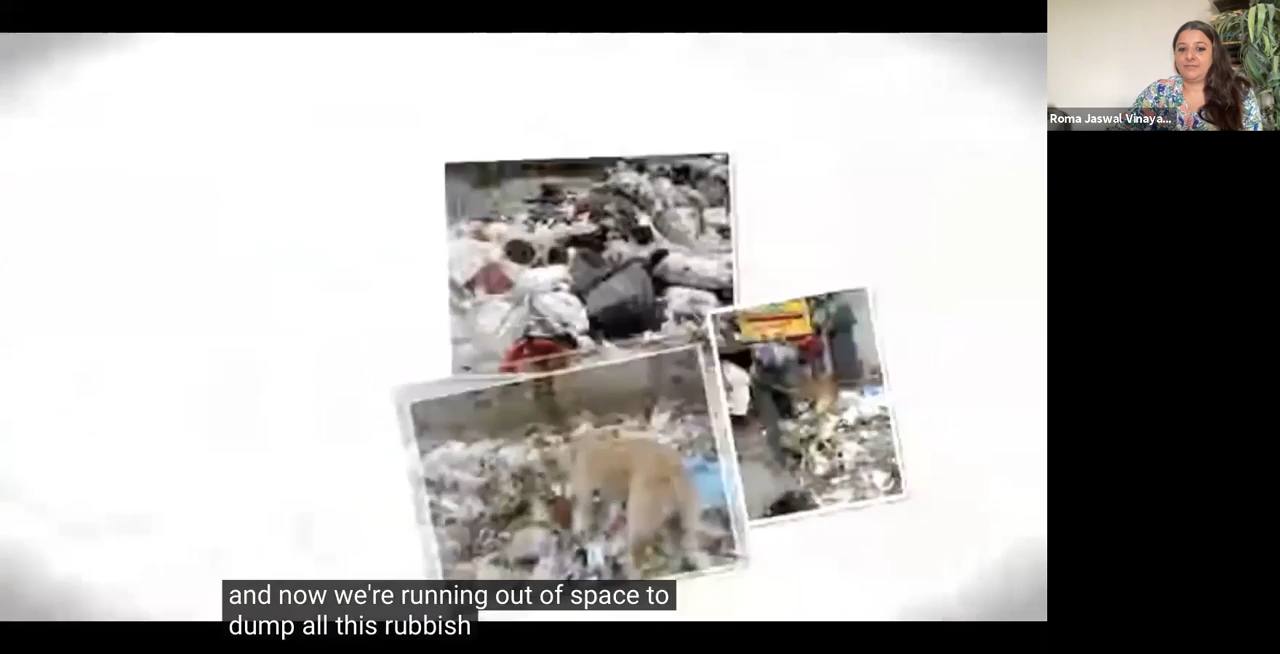 Roma Jaswal Vinaya...
and now we're running out of space to
dump all this rubbish